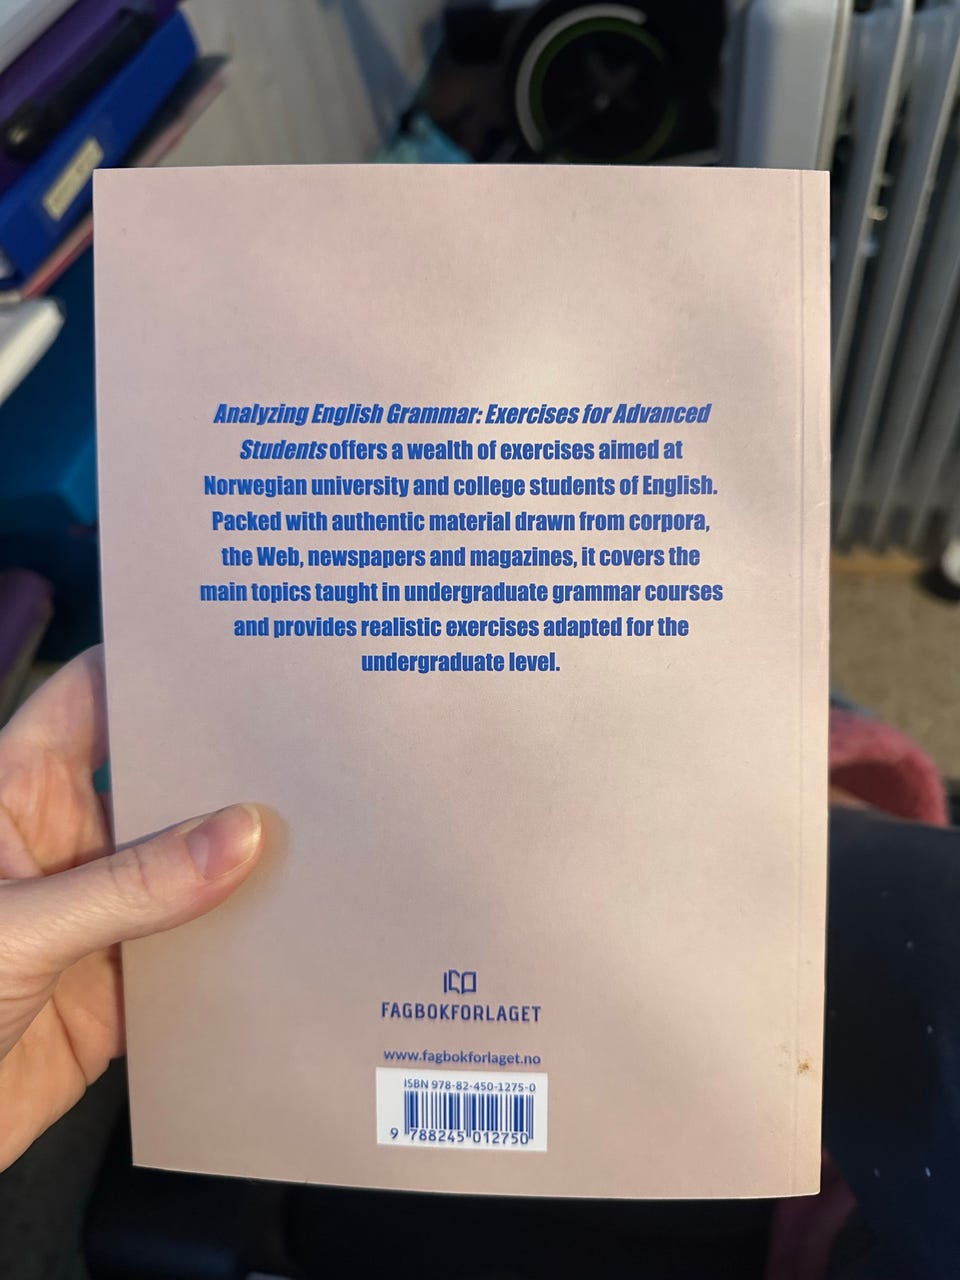 Analyzing English Grammar: Exercises for Advanced
Students offers a wealth of exercises aimed at
Norwegian university and college students of English.
Packed with authentic material drawn from corpora,
the Web, newspapers and magazines, it covers the
main topics taught in undergraduate grammar courses
and provides realistic exercises adapted for the
undergraduate level.
FAGBOKFORLAGET
www.fagbokforlaget.no
ISBN 978-82-450-1275-0
9 788245 012750